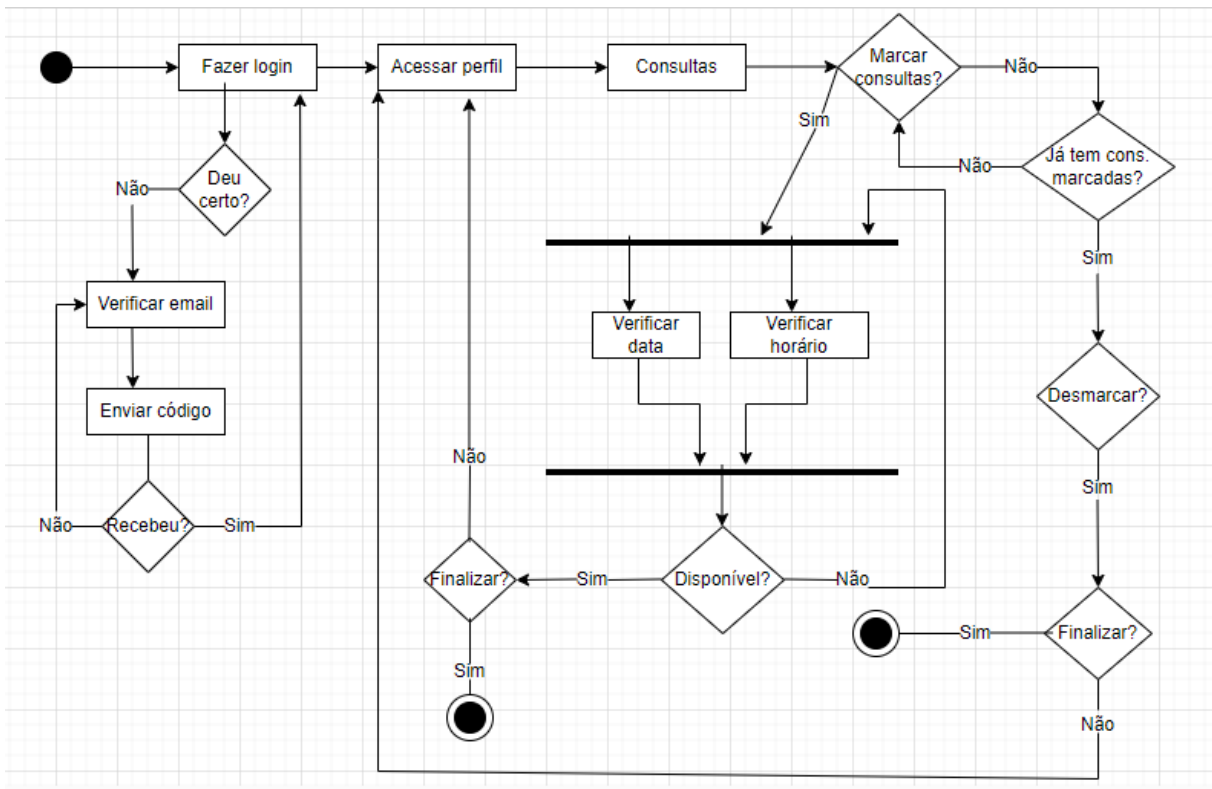 Fazer login
Acessar perfil
Consultas
Marcar
consultas?
Não
Sim
Já tem cons.
marcadas?
Não
Deu
certo?
Não
Sim
Verificar email
Verificar
data
Verificar
horário
Desmarcar?
Enviar código
Não
Sim
Não
Recebeu?
Sim
Finalizar?
Sim
Disponível?
Não
Sim
Finalizar?
Sim
Não